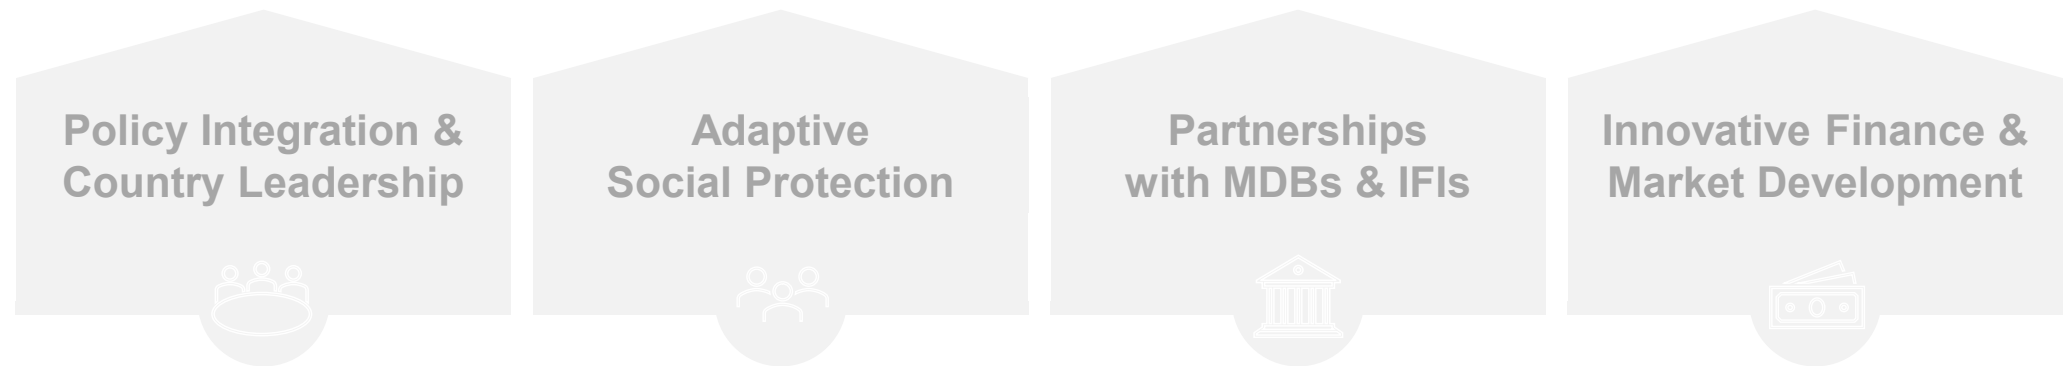 Policy Integration &
Country Leadership
Adaptive
Social Protection
Partnerships
with MDBs & IFIs
Innovative Finance &
Market Development